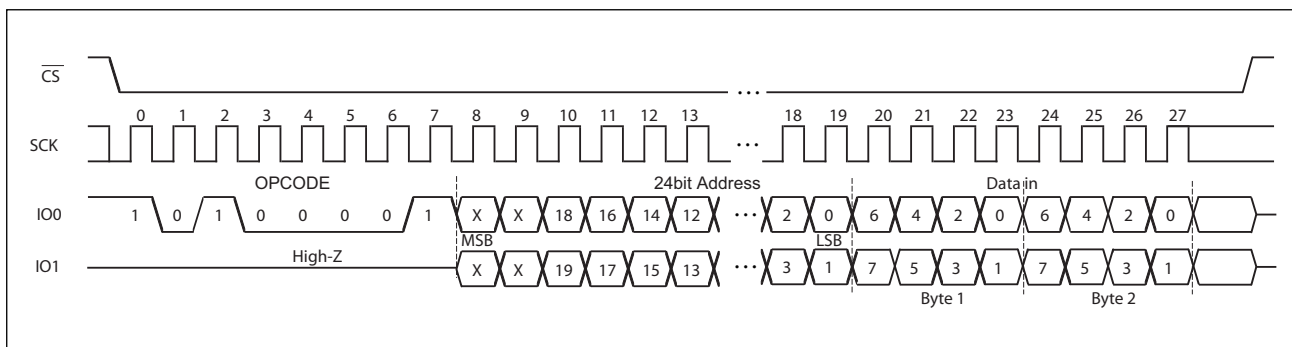 CS
...
0 1 2 3 4 5 6 7 8 9 10 11 12 13 18 19 20 21 22 23 24 25 26 27
SCK
...
OPCODE 24bit Address Data in
IO0 1 0 1 0 0 0 0 1 X X 18 16 14 12 ... 2 0 6 4 2 0 6 4 2 0
MSB LSB
High-Z
IO1 X X 19 17 15 13 ... 3 1 7 5 3 1 7 5 3 1
Byte 1 Byte 2